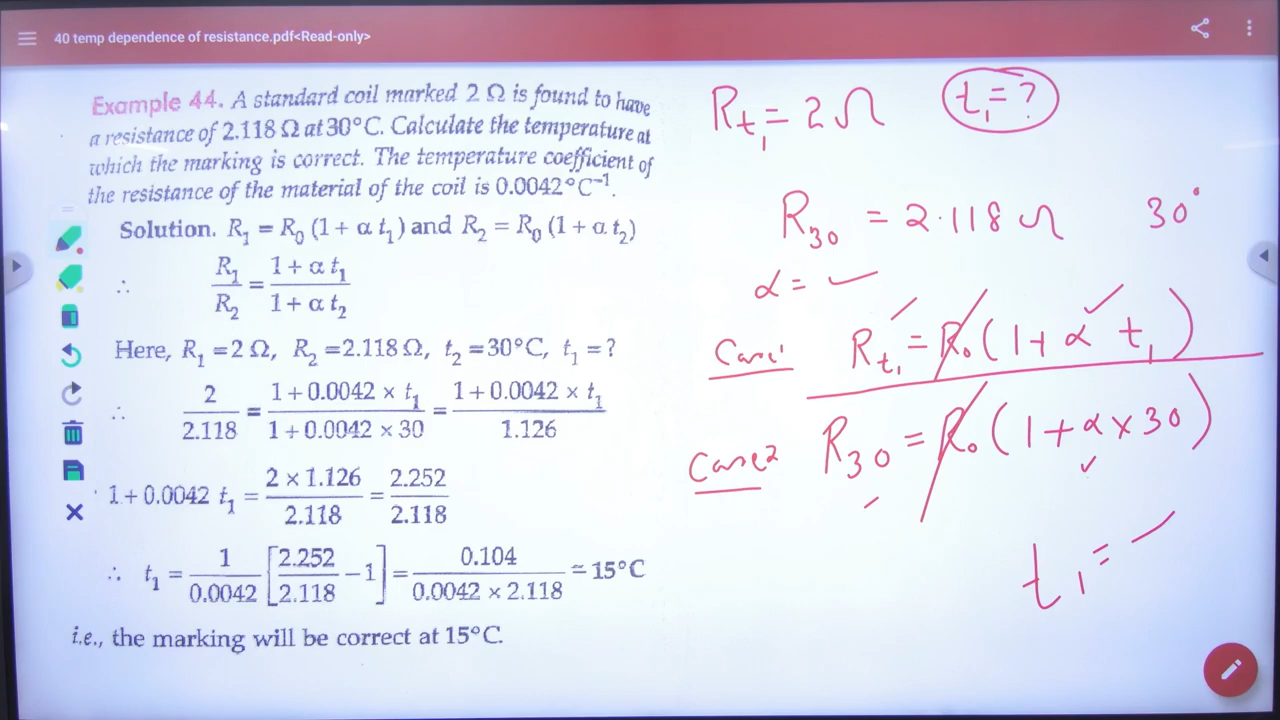 40 temp dependence of resistance.pdf<Read-only>
Example 44. A standard coil marked 2 Ω is found to have
a resistance of 2.118 Ω at 30°C. Calculate the temperature at
which the marking is correct. The temperature coefficient of
the resistance of the material of the coil is 0.0042°C⁻¹.
Solution. R₁ = R₀ (1 + α t₁) and R₂ = R₀ (1 + α t₂)
∴ R₁/R₂ = (1 + α t₁)/(1 + α t₂)
Here, R₁ = 2 Ω, R₂ = 2.118 Ω, t₂ = 30°C, t₁ = ?
∴ 2/2.118 = (1 + 0.0042 × t₁)/(1 + 0.0042 × 30) = (1 + 0.0042 × t₁)/1.126
1 + 0.0042 t₁ = (2 × 1.126)/2.118 = 2.252/2.118
∴ t₁ = 1/0.0042 [2.252/2.118 − 1] = 0.104/(0.0042 × 2.118) = 15°C
i.e., the marking will be correct at 15°C.
Rt₁ = 2 Ω t₁ = ?
R₃₀ = 2.118 Ω 30°
α = ✓
Case 1 Rt₁ = R₀ (1 + α t₁)
Case 2 R₃₀ = R₀ (1 + α × 30)
t₁ =